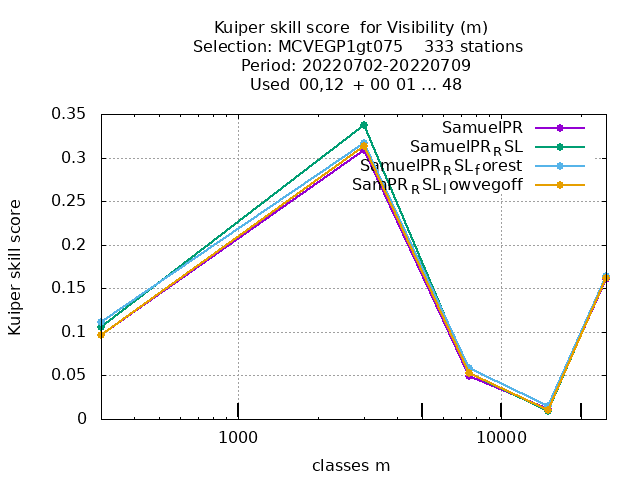 Kuiper skill score  for Visibility (m)
Selection: MCVEGP1gt075    333 stations
Period: 20220702-20220709
Used  00,12  + 00 01 ... 48
0.35
0.3
0.25
0.2
0.15
0.1
0.05
0
Kuiper skill score
SamuelPR
SamuelPR_RSL
SamuelPR_RSL_forest
SamPR_RSL_lowvegoff
1000
10000
classes m